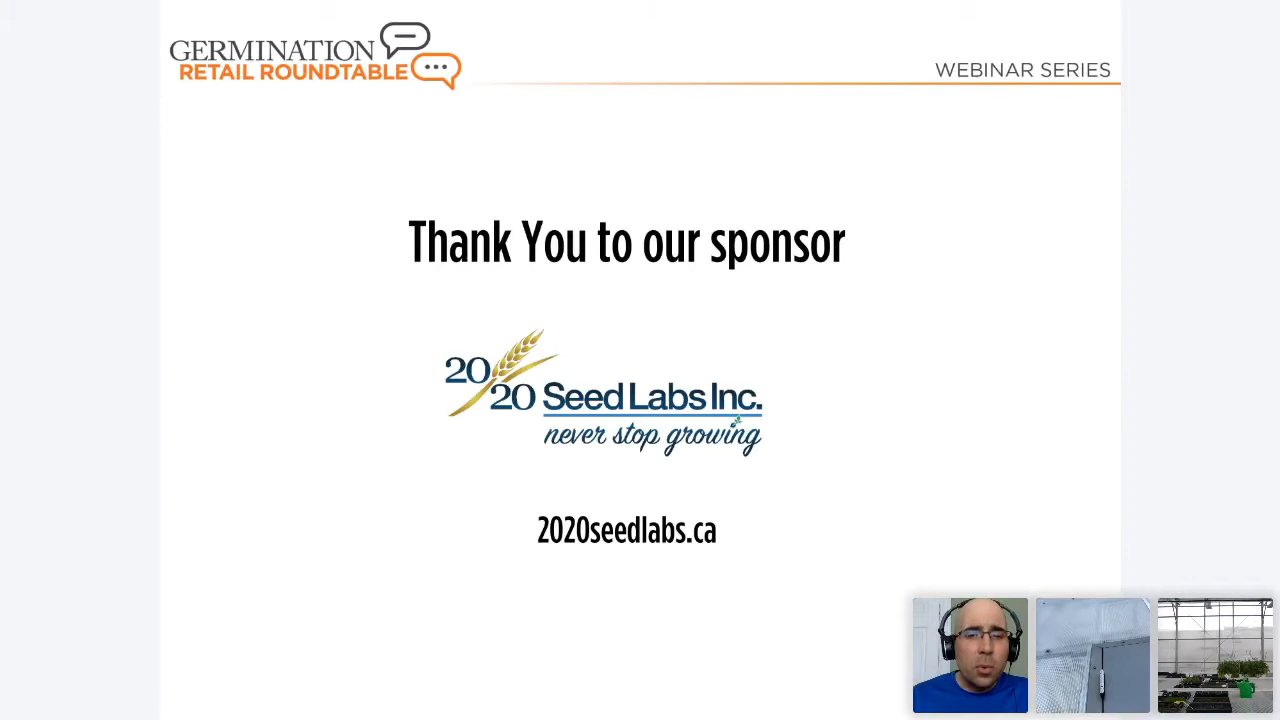 GERMINATION
RETAIL ROUNDTABLE
WEBINAR SERIES
Thank You to our sponsor
20/20 Seed Labs Inc.
never stop growing
2020seedlabs.ca